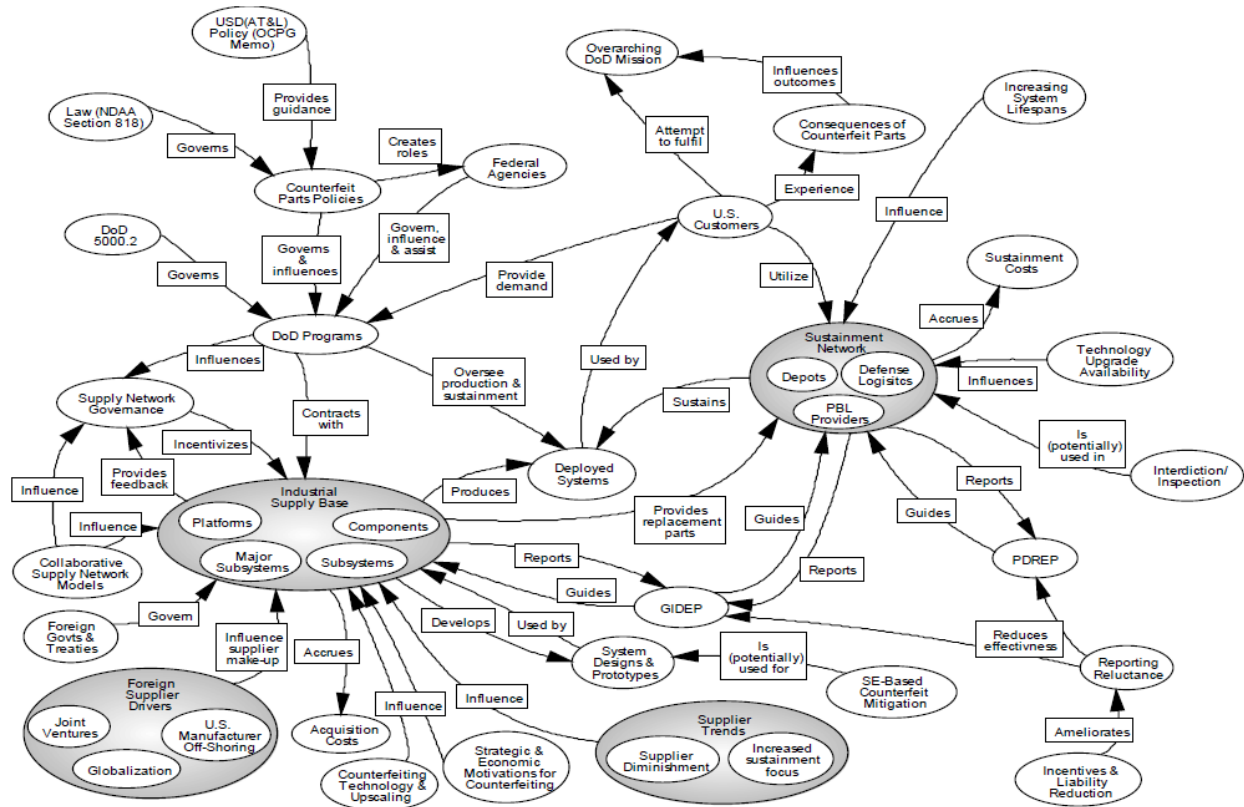 USD(AT&L)
Policy (OCPG
Memo)
Overarching
DoD Mission
Influences
outcomes
Increasing
System
Lifespans
Law (NDAA
Section 818)
Provides
guidance
Consequences of
Counterfeit Parts
Attempt
to fulfil
Governs
Creates
roles
Federal
Agencies
Counterfeit
Parts Policies
Experience
U.S.
Customers
Influence
DoD
5000.2
Govern,
influence
& assist
Governs
&
influences
Governs
Provide
demand
Utilize
Sustainment
Costs
Accrues
DoD Programs
Sustainment
Network
Depots
Defense
Logisitcs
PBL
Providers
Influences
Technology
Upgrade
Availability
Influences
Oversee
production &
sustainment
Used by
Supply Network
Governance
Contracts
with
Sustains
Incentivizes
Is
(potentially)
used in
Provides
feedback
Deployed
Systems
Interdiction/
Inspection
Influence
Produces
Reports
Industrial
Supply Base
Platforms
Components
Major
Subsystems
Subsystems
Provides
replacement
parts
Guides
Guides
Influence
Collaborative
Supply Network
Models
Reports
Reports
PDREP
Guides
GIDEP
Foreign
Govts &
Treaties
Govern
Influence
supplier
make-up
Develops
Used by
Reduces
effectivness
Accrues
System
Designs &
Prototypes
Is
(potentially)
used for
Reporting
Reluctance
SE-Based
Counterfeit
Mitigation
Foreign
Supplier
Drivers
Joint
Ventures
U.S.
Manufacturer
Off-Shoring
Globalization
Influence
Influence
Supplier
Trends
Supplier
Diminishment
Increased
sustainment
focus
Acquisition
Costs
Ameliorates
Strategic &
Economic
Motivations for
Counterfeiting
Counterfeiting
Technology &
Upscaling
Incentives &
Liability
Reduction